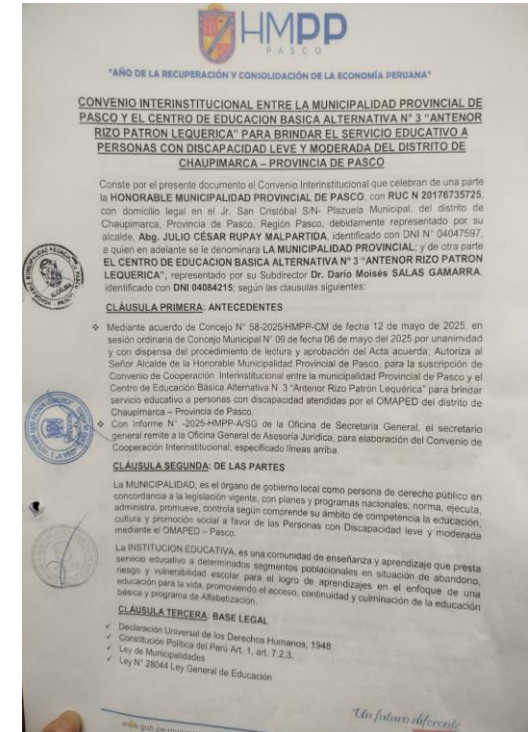 HMPP
PASCO
"AÑO DE LA RECUPERACIÓN Y CONSOLIDACIÓN DE LA ECONOMÍA PERUANA"
CONVENIO INTERINSTITUCIONAL ENTRE LA MUNICIPALIDAD PROVINCIAL DE
PASCO Y EL CENTRO DE EDUCACION BASICA ALTERNATIVA N° 3 "ANTENOR
RIZO PATRON LEQUERICA" PARA BRINDAR EL SERVICIO EDUCATIVO A
PERSONAS CON DISCAPACIDAD LEVE Y MODERADA DEL DISTRITO DE
CHAUPIMARCA – PROVINCIA DE PASCO
Conste por el presente documento el Convenio Interinstitucional que celebran de una parte
la HONORABLE MUNICIPALIDAD PROVINCIAL DE PASCO, con RUC N 20176735725,
con domicilio legal en el Jr. San Cristóbal S/N- Plazuela Municipal, del distrito de
Chaupimarca, Provincia de Pasco, Región Pasco, debidamente representado por su
alcalde, Abg. JULIO CÉSAR RUPAY MALPARTIDA, identificado con DNI N° 04047597,
a quien en adelante se le denominara LA MUNICIPALIDAD PROVINCIAL; y de otra parte
EL CENTRO DE EDUCACION BASICA ALTERNATIVA N° 3 "ANTENOR RIZO PATRON
LEQUERICA", representado por su Subdirector Dr. Darío Moisés SALAS GAMARRA,
identificado con DNI 04084215; según las clausulas siguientes:
CLÁUSULA PRIMERA: ANTECEDENTES
❖ Mediante acuerdo de Concejo N° 58-2025/HMPP-CM de fecha 12 de mayo de 2025, en
sesión ordinaria de Concejo Municipal N° 09 de fecha 06 de mayo del 2025 por unanimidad
y con dispensa del procedimiento de lectura y aprobación del Acta acuerda; Autoriza al
Señor Alcalde de la Honorable Municipalidad Provincial de Pasco, para la suscripción de
Convenio de Cooperación Interinstitucional entre la municipalidad Provincial de Pasco y el
Centro de Educación Básica Alternativa N 3 "Antenor Rizo Patrón Lequérica" para brindar
servicio educativo a personas con discapacidad atendidas por el OMAPED del distrito de
Chaupimarca – Provincia de Pasco.
❖ Con Informe N° -2025-HMPP-A/SG de la Oficina de Secretaria General, el secretario
general remite a la Oficina General de Asesoría Jurídica, para elaboración del Convenio de
Cooperación Interinstitucional, especificado líneas arriba.
CLÁUSULA SEGUNDA: DE LAS PARTES
La MUNICIPALIDAD, es el órgano de gobierno local como persona de derecho público en
concordancia a la legislación vigente, con planes y programas nacionales; norma, ejecuta,
administra, promueve, controla según compromete su ámbito de competencia la educación,
cultura y promoción social a favor de las Personas con Discapacidad leve y moderada
mediante el OMAPED – Pasco.
La INSTITUCION EDUCATIVA, es una comunidad de enseñanza y aprendizaje que presta
servicio educativo a determinados segmentos poblacionales en situación de abandono,
riesgo y vulnerabilidad escolar para el logro de aprendizajes en el enfoque de una
educación para la vida, promoviendo el acceso, continuidad y culminación de la educación
básica y programa de Alfabetización.
CLÁUSULA TERCERA: BASE LEGAL
✓ Declaración Universal de los Derechos Humanos, 1948
✓ Constitución Política del Perú Art. 1, art. 7.2.3.
✓ Ley de Municipalidades
✓ Ley N° 28044 Ley General de Educación
Un futuro diferente